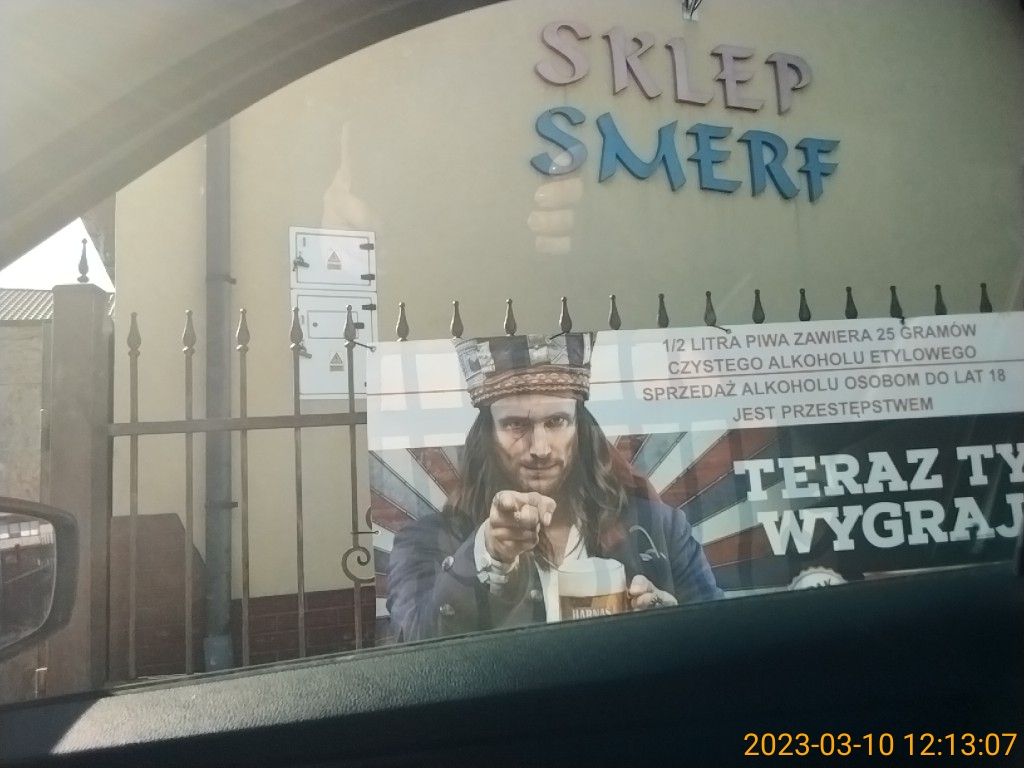 SKLEP
SMERF
1/2 LITRA PIWA ZAWIERA 25 GRAMÓW
CZYSTEGO ALKOHOLU ETYLOWEGO
SPRZEDAŻ ALKOHOLU OSOBOM DO LAT 18
JEST PRZESTĘPSTWEM
TERAZ TY
WYGRAJ
HARNAŚ
2023-03-10 12:13:07